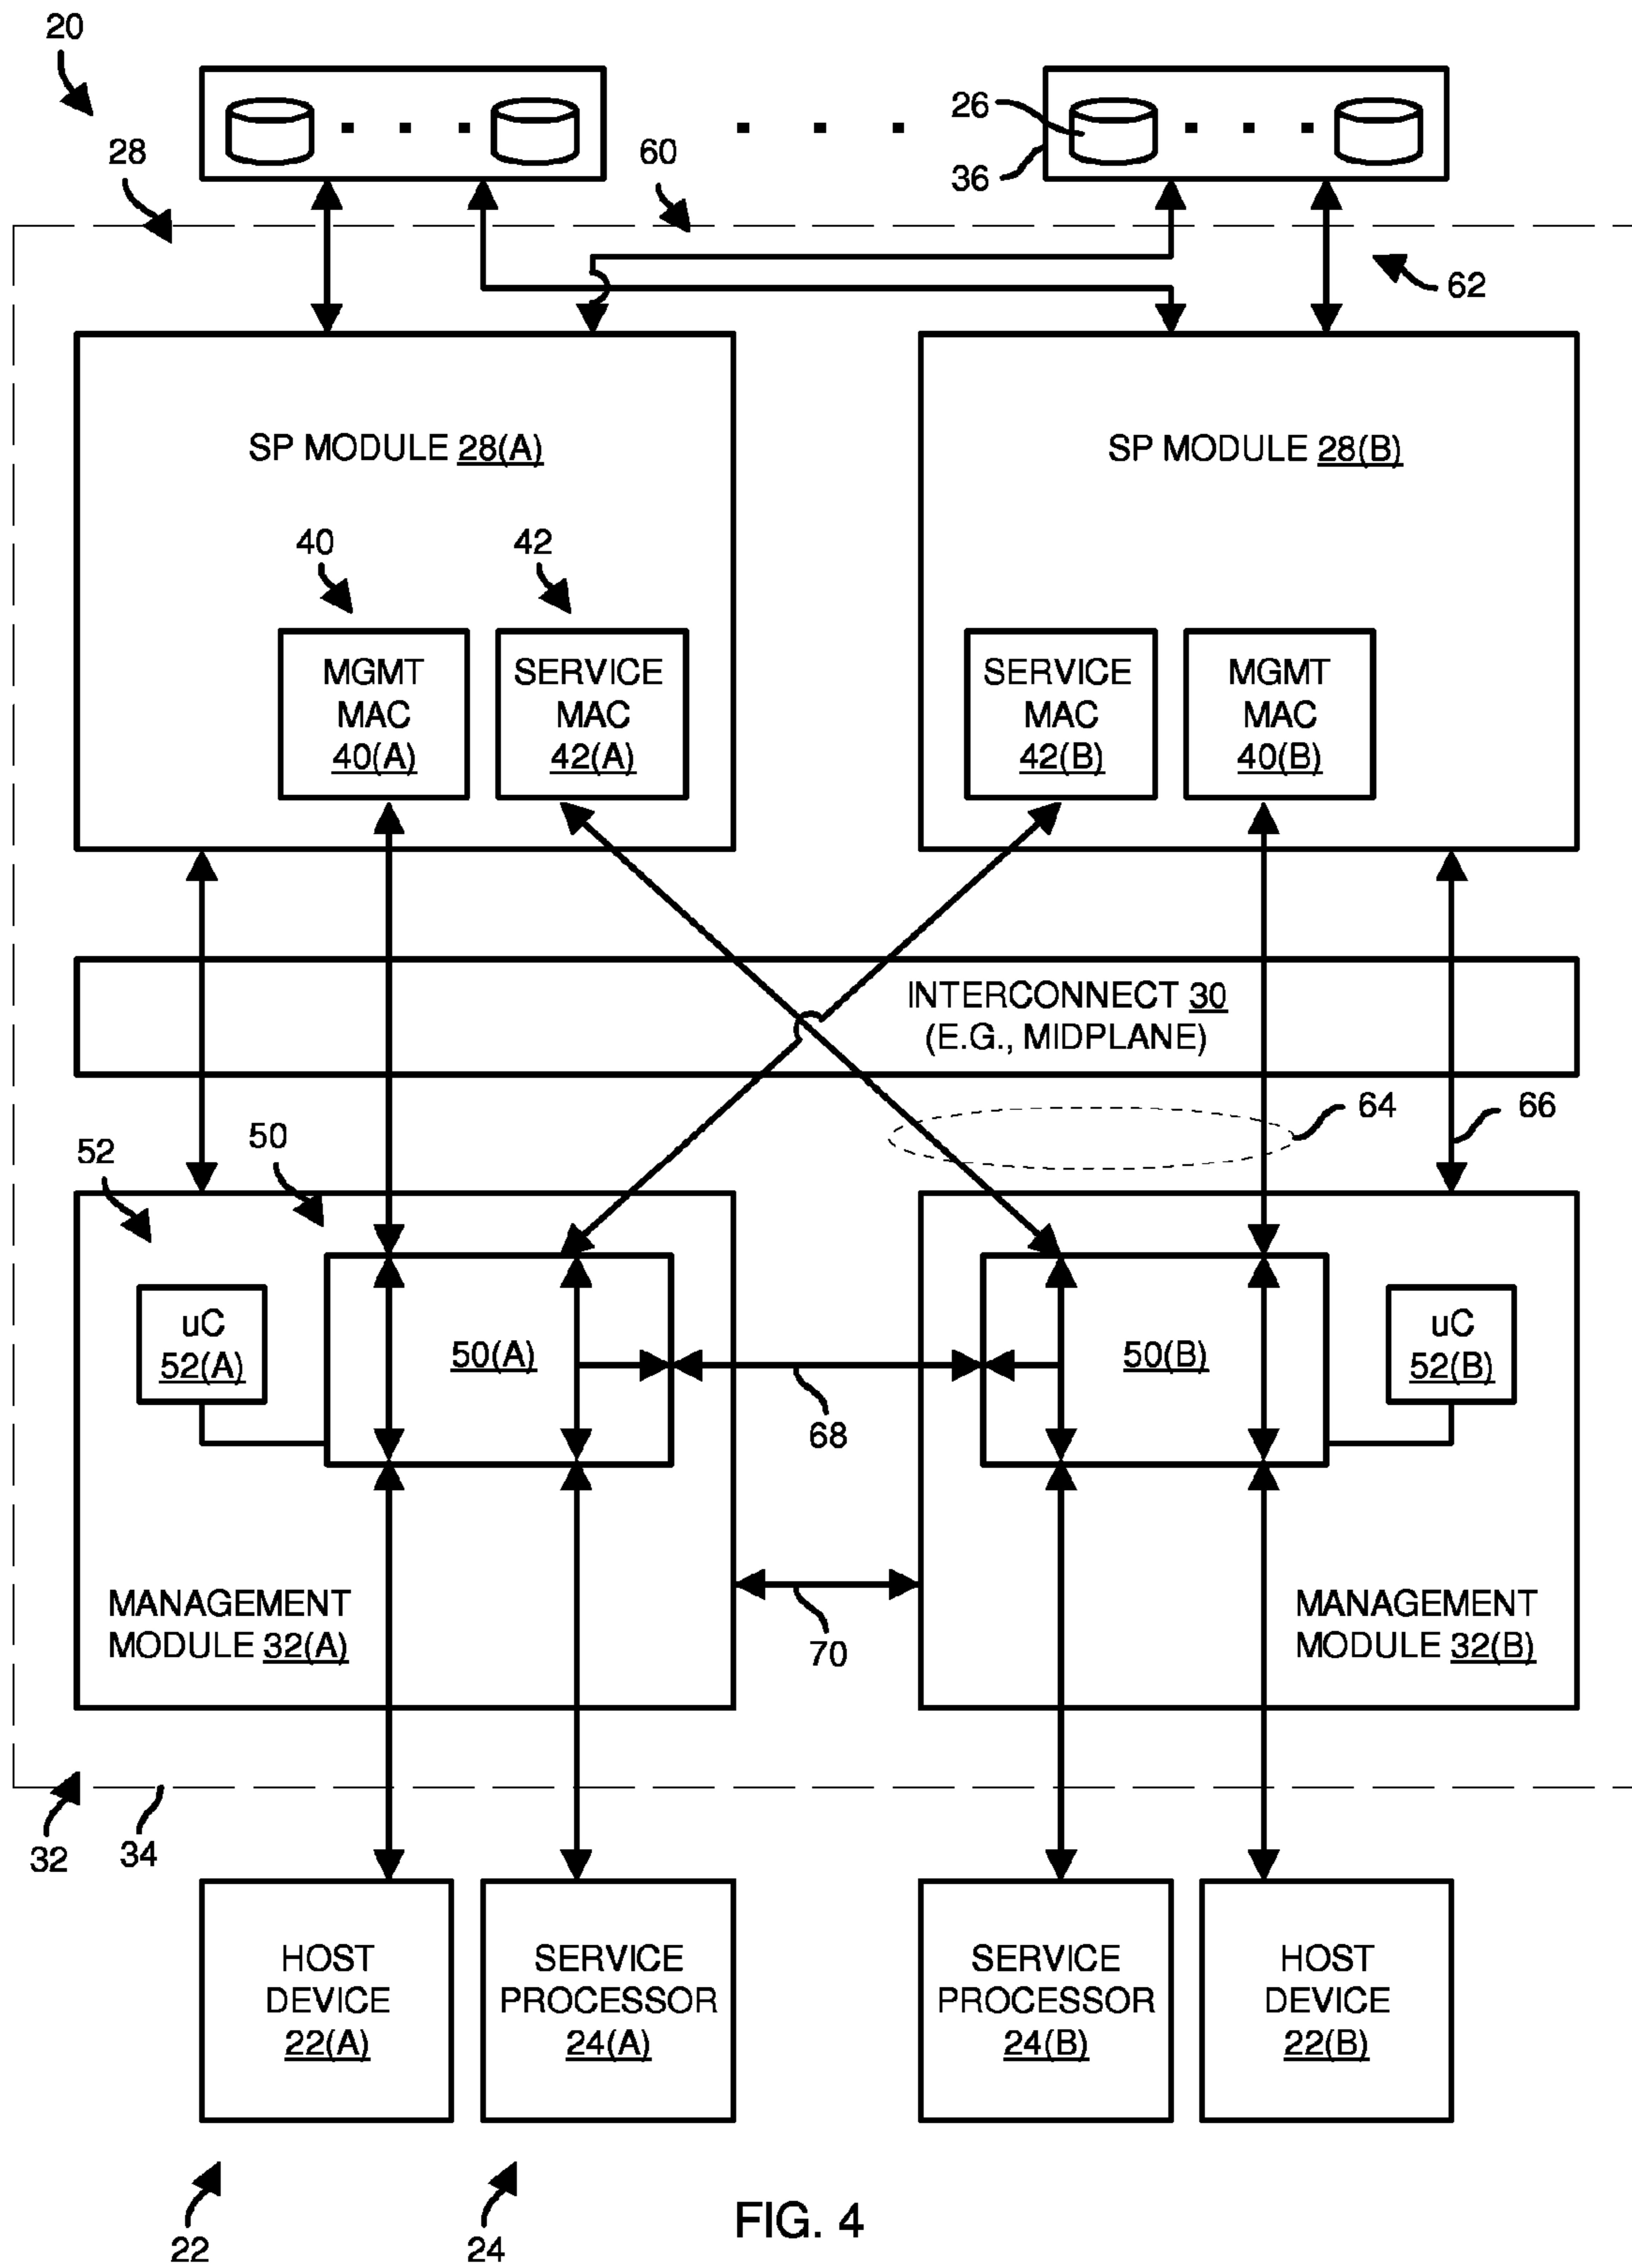 20
28
60
26
36
62
SP MODULE 28(A)
SP MODULE 28(B)
40
42
MGMT
MAC
40(A)
SERVICE
MAC
42(A)
SERVICE
MAC
42(B)
MGMT
MAC
40(B)
INTERCONNECT 30
(E.G., MIDPLANE)
64
66
52
50
uC
52(A)
50(A)
50(B)
uC
52(B)
68
MANAGEMENT
MODULE 32(A)
70
MANAGEMENT
MODULE 32(B)
32
34
HOST
DEVICE
22(A)
SERVICE
PROCESSOR
24(A)
SERVICE
PROCESSOR
24(B)
HOST
DEVICE
22(B)
22
24
FIG. 4